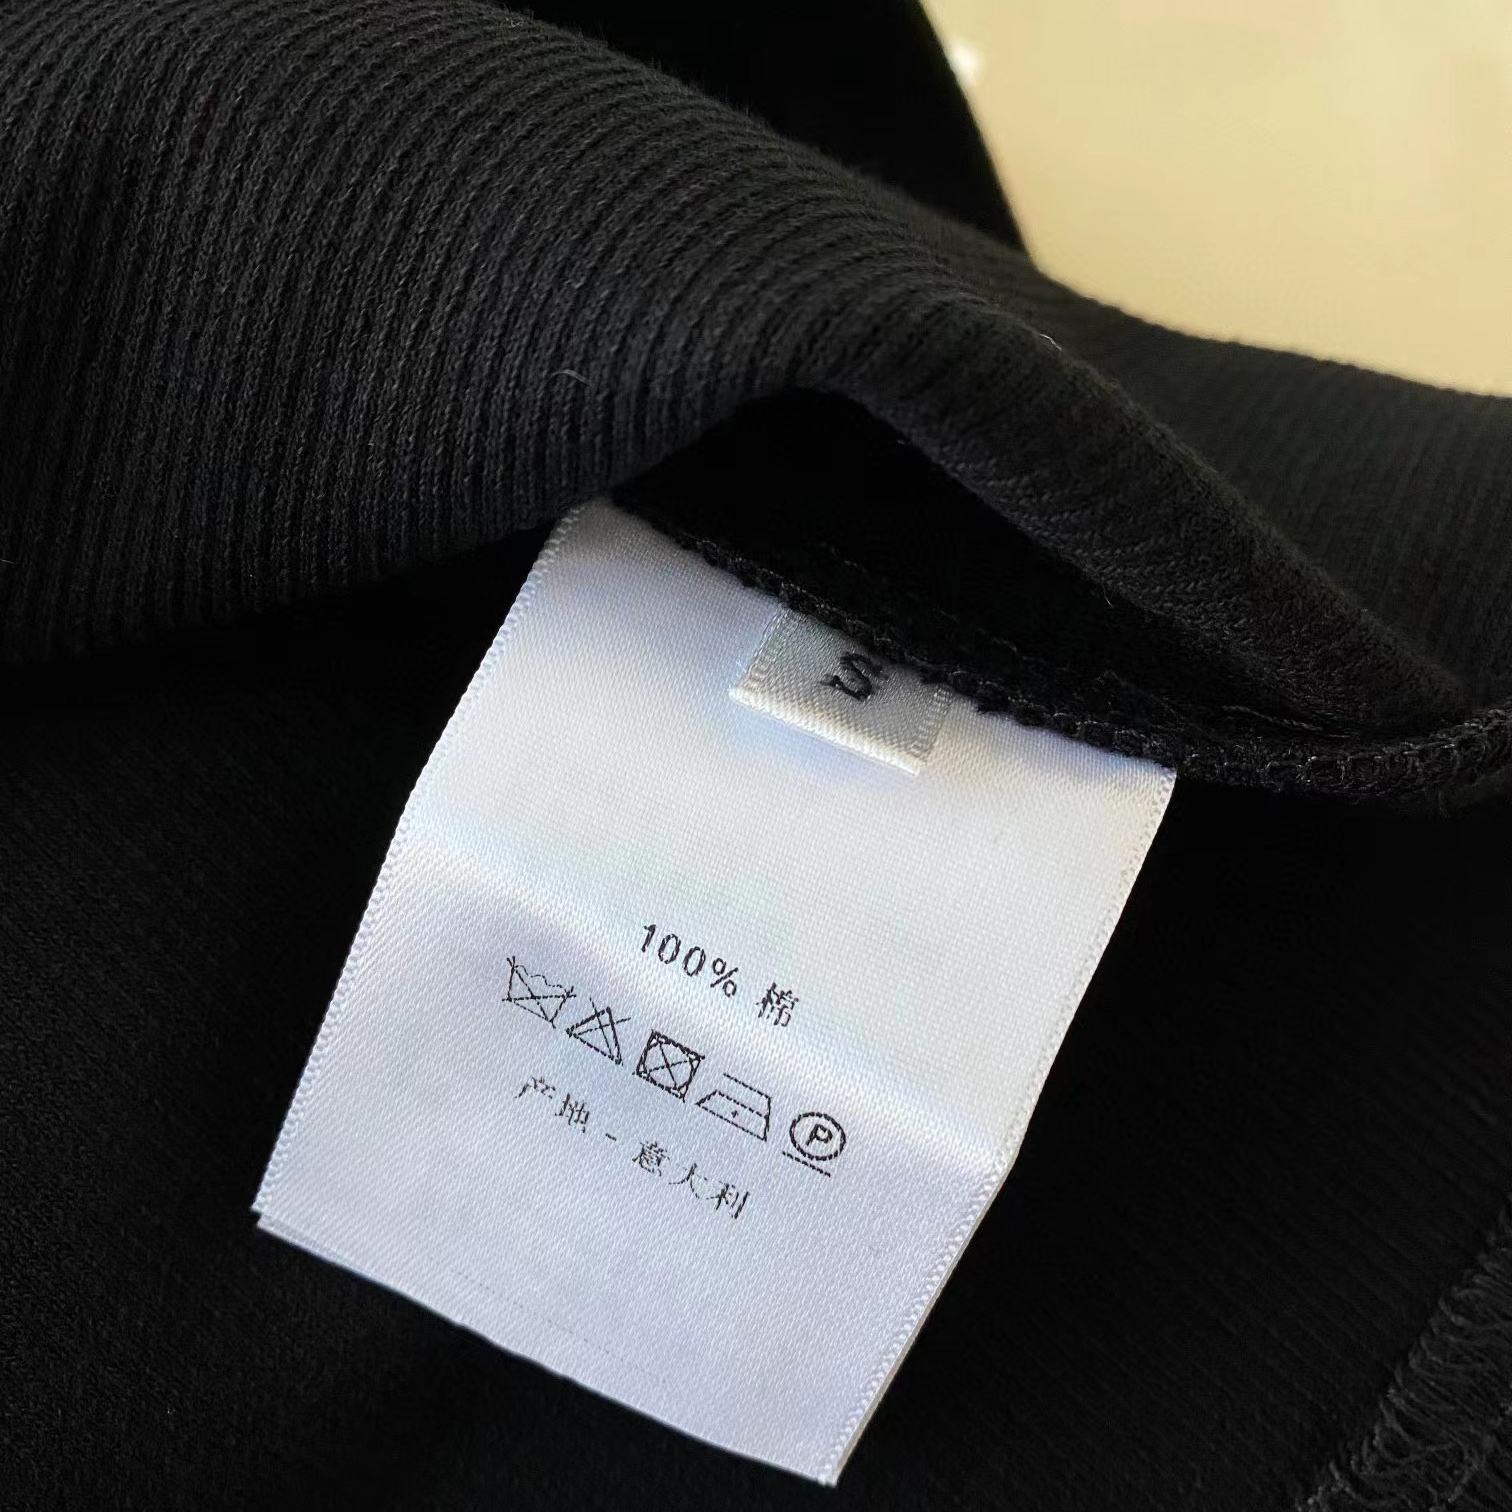 S
100% 棉
P
产地 - 意大利